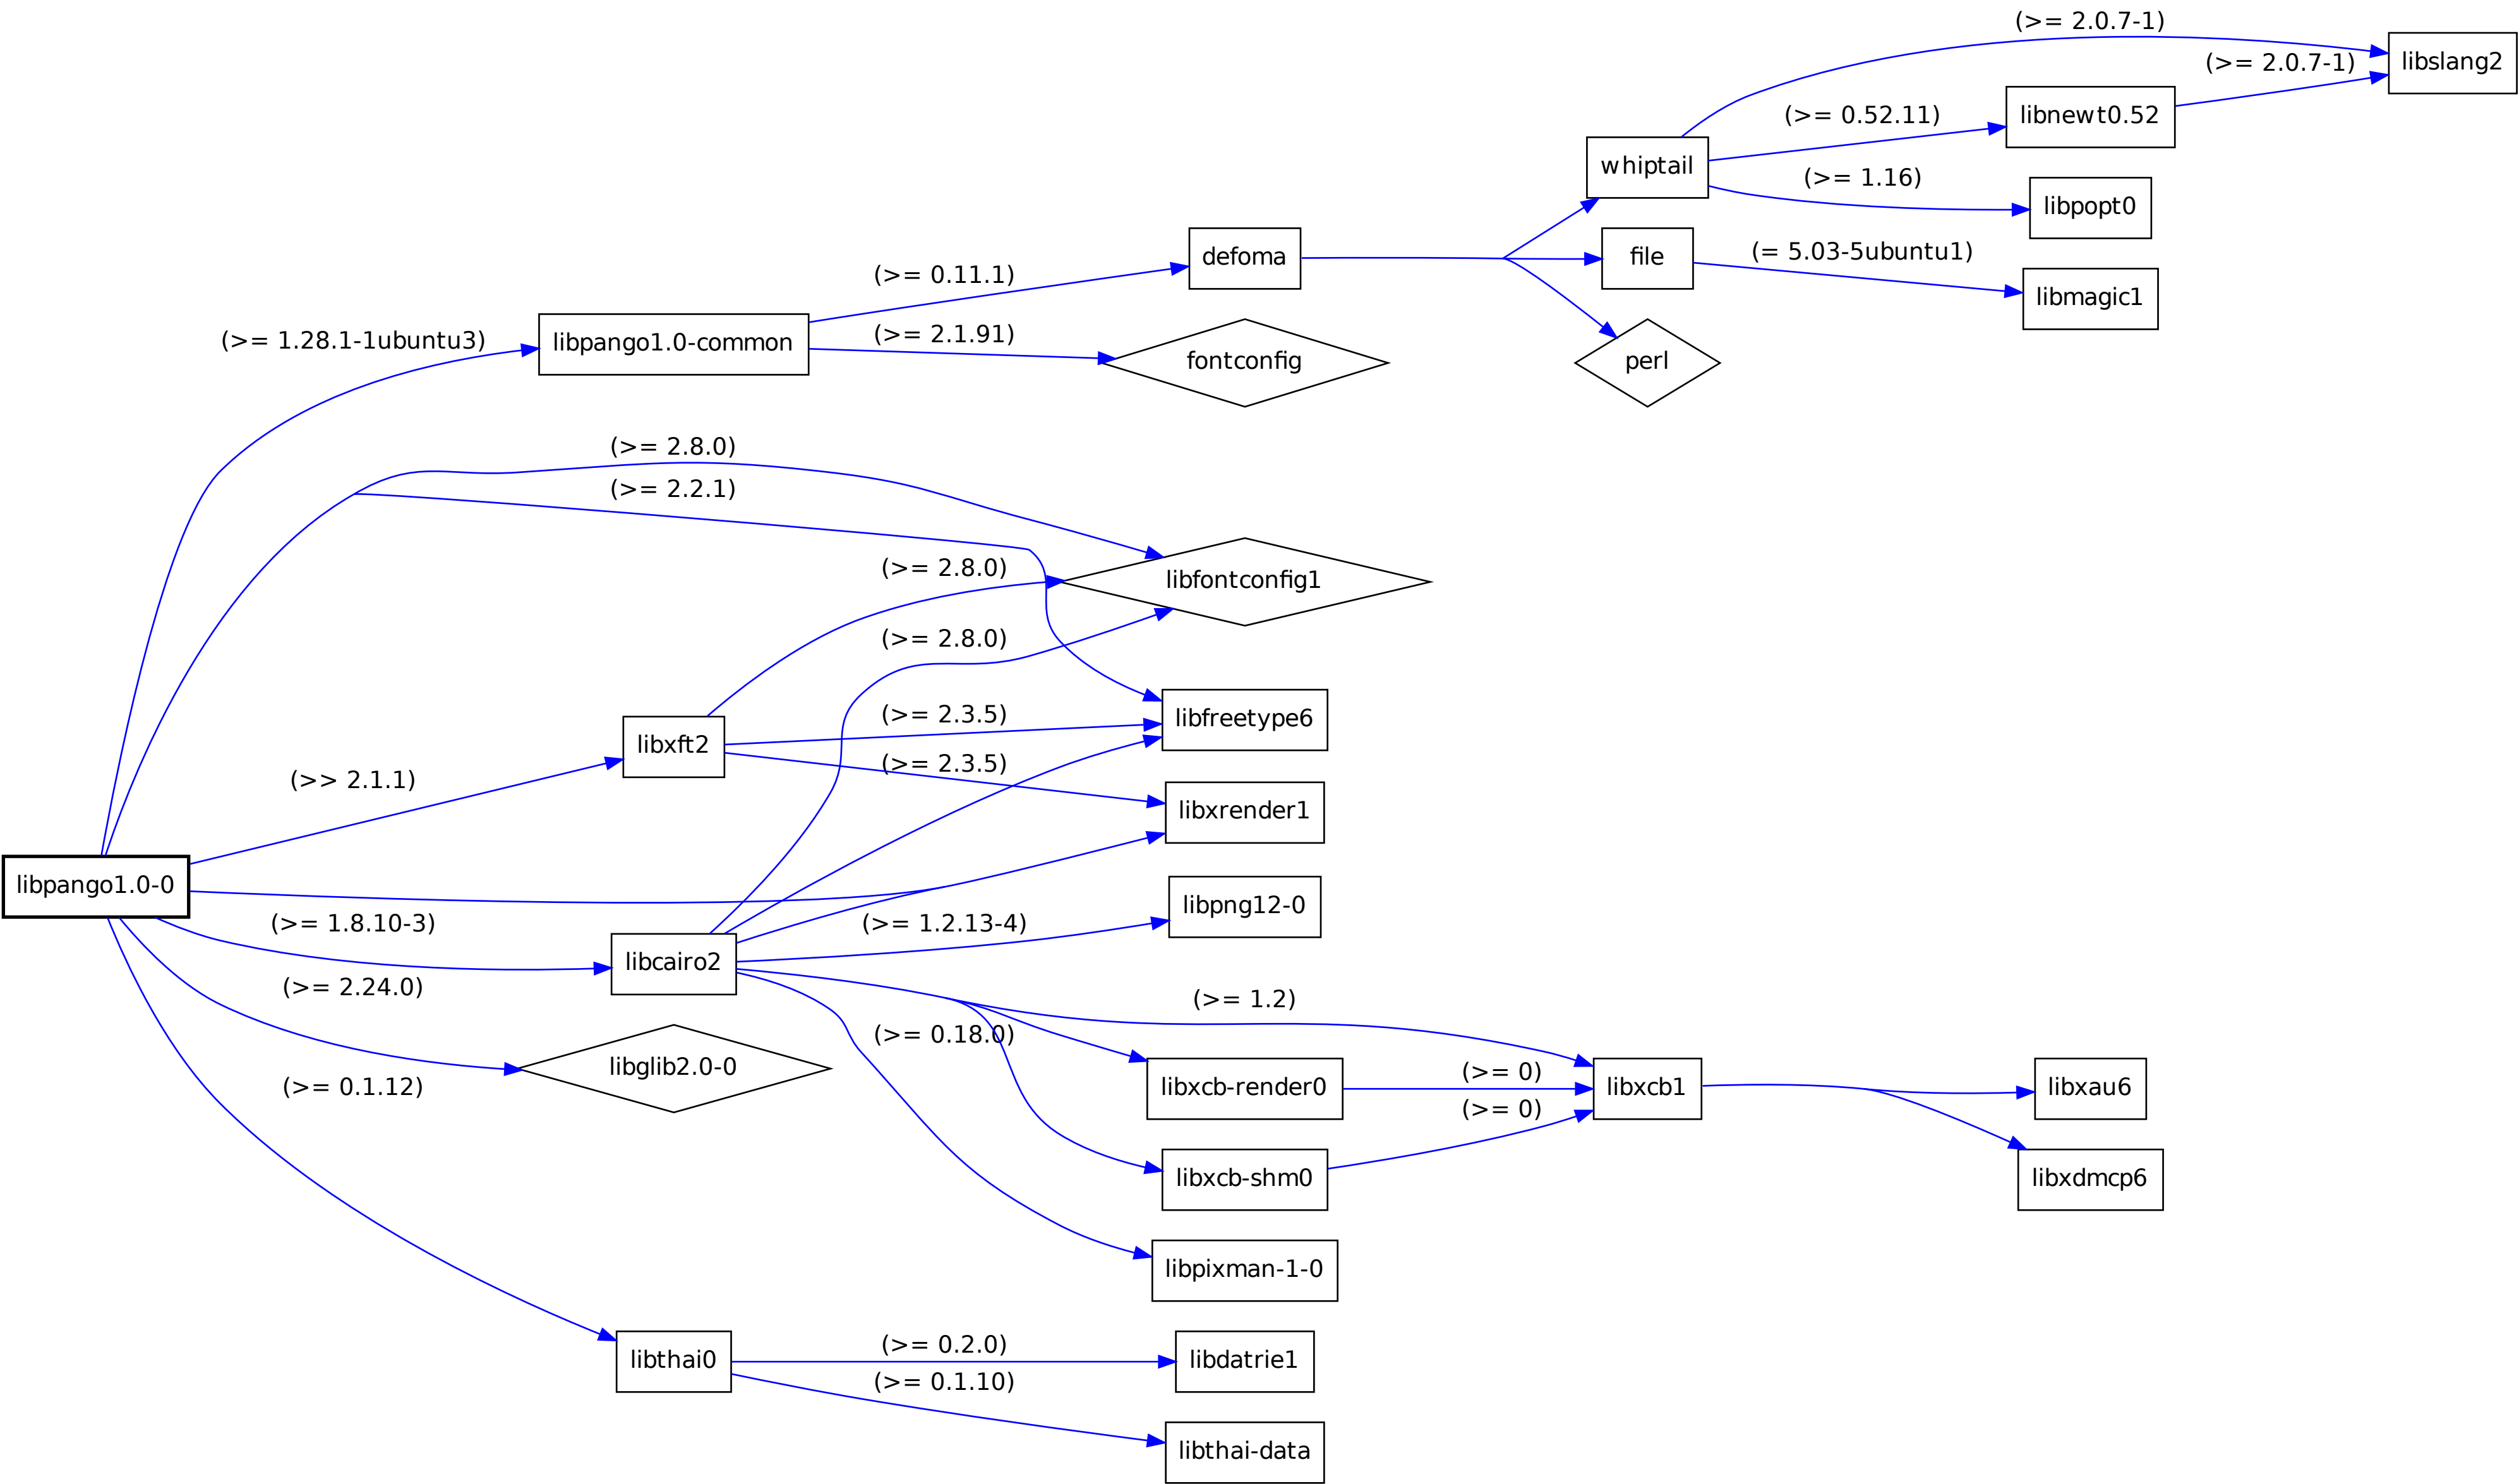 (>= 2.0.7-1)
libslang2
(>= 2.0.7-1)
(>= 0.52.11)
libnewt0.52
whiptail
(>= 1.16)
libpopt0
defoma
file
(= 5.03-5ubuntu1)
libmagic1
(>= 0.11.1)
(>= 1.28.1-1ubuntu3)
libpango1.0-common
(>= 2.1.91)
fontconfig
perl
(>= 2.8.0)
(>= 2.2.1)
(>= 2.8.0)
libfontconfig1
(>= 2.8.0)
libxft2
(>= 2.3.5)
libfreetype6
(>= 2.3.5)
(>> 2.1.1)
libxrender1
libpango1.0-0
libpng12-0
(>= 1.8.10-3)
(>= 1.2.13-4)
libcairo2
(>= 2.24.0)
(>= 1.2)
(>= 0.18.0)
libglib2.0-0
(>= 0.1.12)
libxcb-render0
(>= 0)
libxcb1
libxau6
(>= 0)
libxcb-shm0
libxdmcp6
libpixman-1-0
libthai0
(>= 0.2.0)
libdatrie1
(>= 0.1.10)
libthai-data